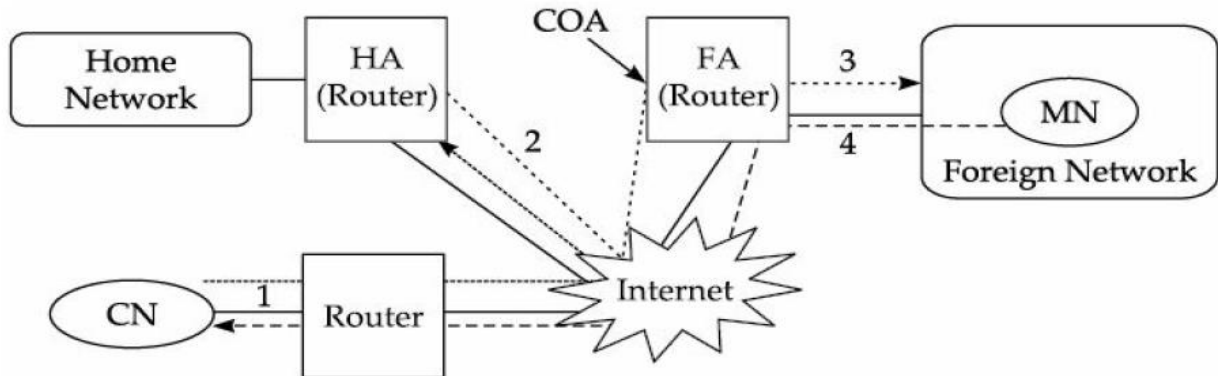 COA
Home
Network
HA
(Router)
FA
(Router)
3
MN
4
Foreign Network
2
Internet
CN
1
Router